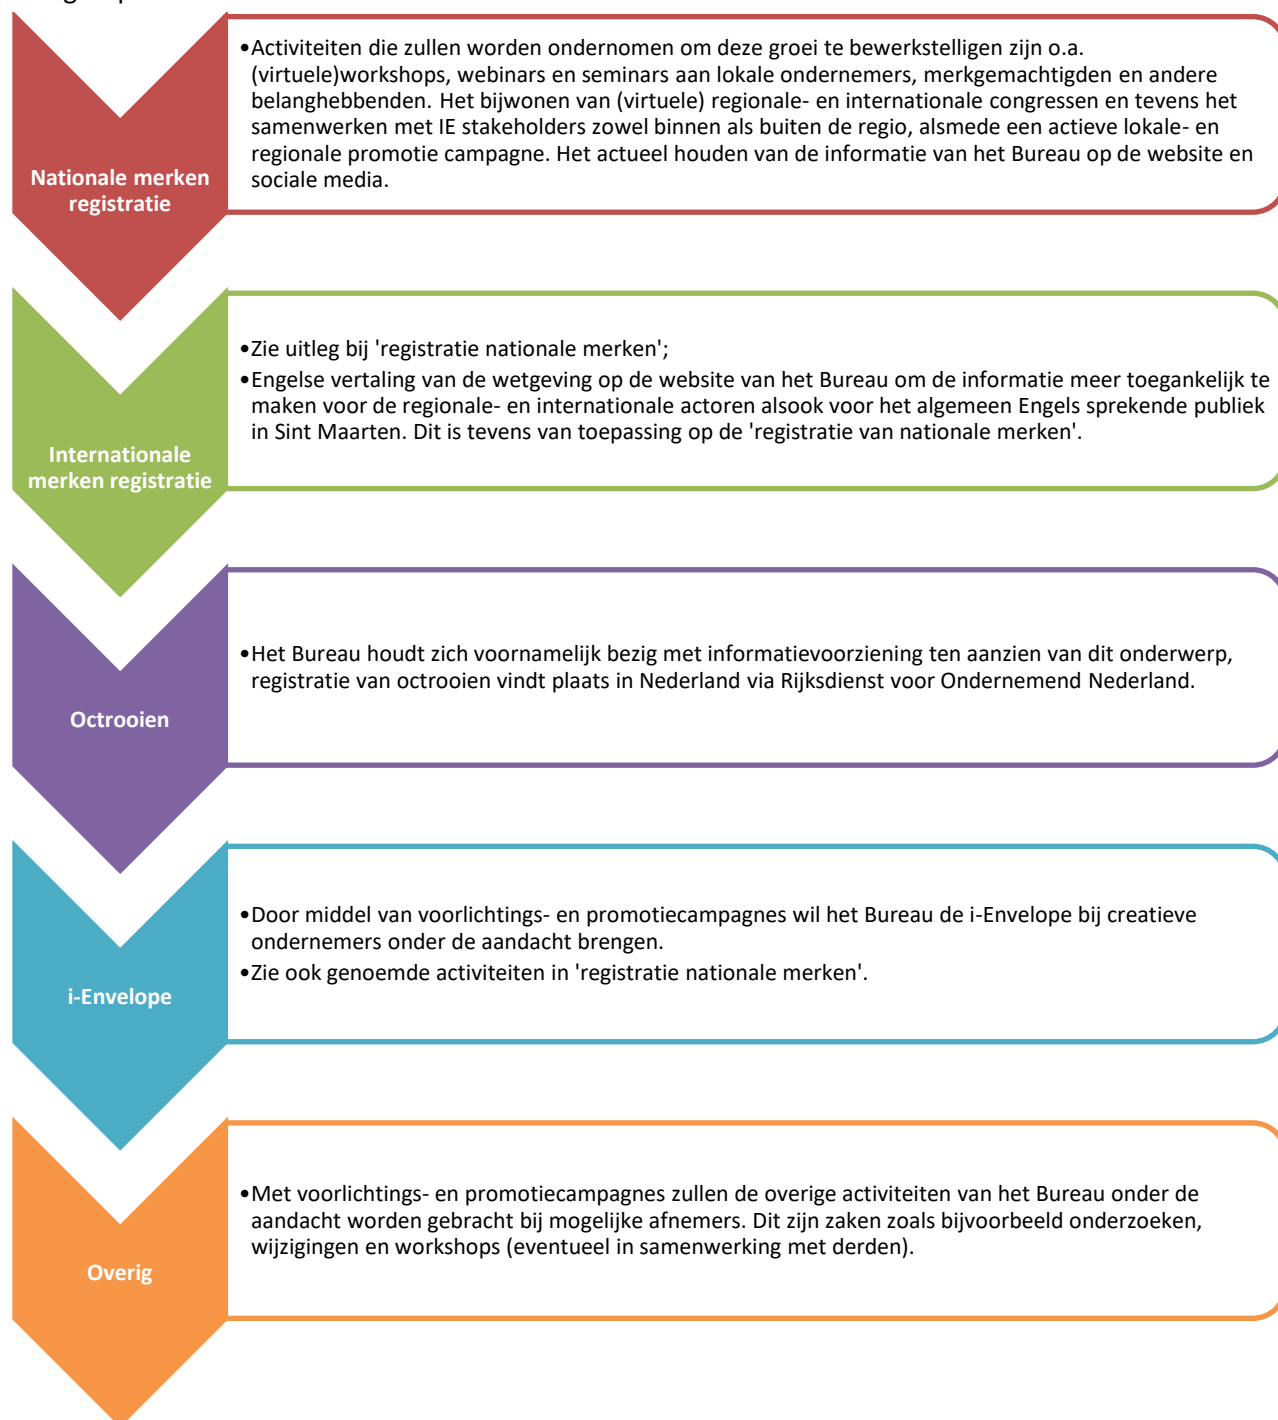 •Activiteiten die zullen worden ondernomen om deze groei te bewerkstelligen zijn o.a.
(virtuele)workshops, webinars en seminars aan lokale ondernemers, merkgemachtigden en andere
belanghebbenden. Het bijwonen van (virtuele) regionale- en internationale congressen en tevens het
samenwerken met IE stakeholders zowel binnen als buiten de regio, alsmede een actieve lokale- en
regionale promotie campagne. Het actueel houden van de informatie van het Bureau op de website en
sociale media.
Nationale merken
registratie
•Zie uitleg bij 'registratie nationale merken';
•Engelse vertaling van de wetgeving op de website van het Bureau om de informatie meer toegankelijk te
maken voor de regionale- en internationale actoren alsook voor het algemeen Engels sprekende publiek
in Sint Maarten. Dit is tevens van toepassing op de 'registratie van nationale merken'.
Internationale
merken registratie
•Het Bureau houdt zich voornamelijk bezig met informatievoorziening ten aanzien van dit onderwerp,
registratie van octrooien vindt plaats in Nederland via Rijksdienst voor Ondernemend Nederland.
Octrooien
•Door middel van voorlichtings- en promotiecampagnes wil het Bureau de i-Envelope bij creatieve
ondernemers onder de aandacht brengen.
•Zie ook genoemde activiteiten in 'registratie nationale merken'.
i-Envelope
•Met voorlichtings- en promotiecampagnes zullen de overige activiteiten van het Bureau onder de
aandacht worden gebracht bij mogelijke afnemers. Dit zijn zaken zoals bijvoorbeeld onderzoeken,
wijzigingen en workshops (eventueel in samenwerking met derden).
Overig